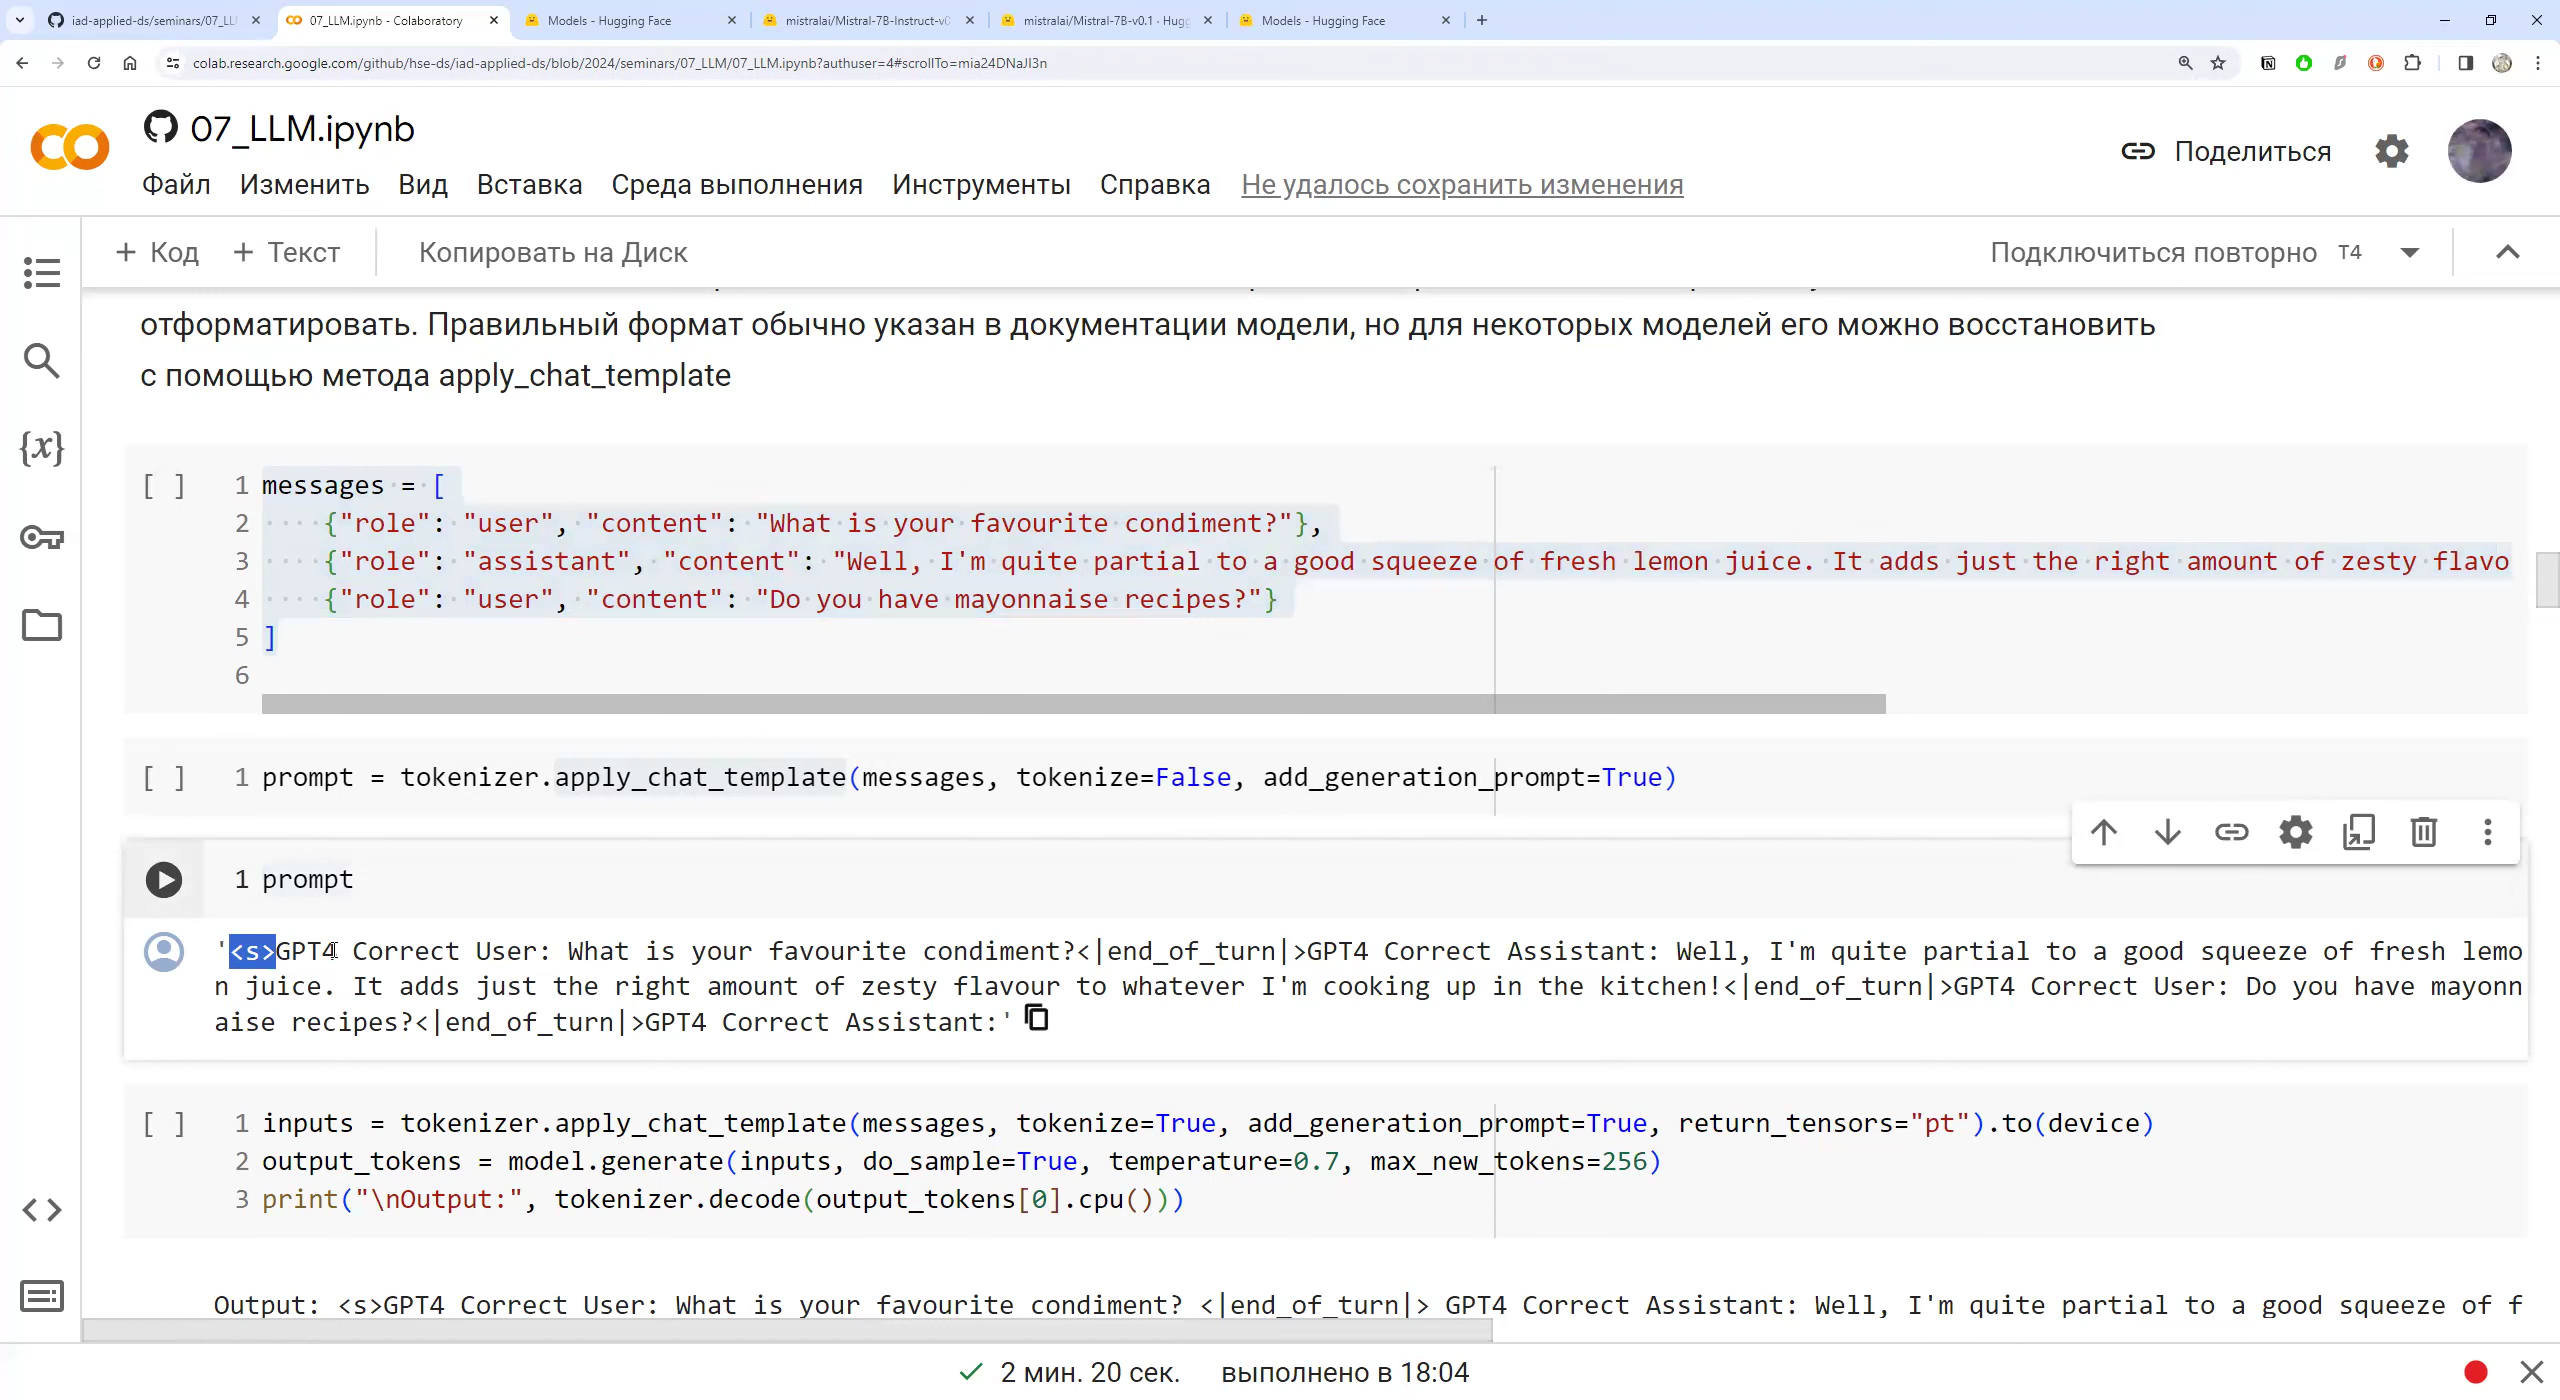 iad-applied-ds/seminars/07_LL
07_LLM.ipynb - Colaboratory
Models - Hugging Face
mistralai/Mistral-7B-Instruct-v0
mistralai/Mistral-7B-v0.1 · Hugg
Models - Hugging Face
colab.research.google.com/github/hse-ds/iad-applied-ds/blob/2024/seminars/07_LLM/07_LLM.ipynb?authuser=4#scrollTo=mia24DNaJI3n
07_LLM.ipynb
Поделиться
Файл Изменить Вид Вставка Среда выполнения Инструменты Справка Не удалось сохранить изменения
+ Код + Текст Копировать на Диск Подключиться повторно T4
отформатировать. Правильный формат обычно указан в документации модели, но для некоторых моделей его можно восстановить
с помощью метода apply_chat_template
[ ] 1 messages = [
2 {"role": "user", "content": "What is your favourite condiment?"},
3 {"role": "assistant", "content": "Well, I'm quite partial to a good squeeze of fresh lemon juice. It adds just the right amount of zesty flavo
4 {"role": "user", "content": "Do you have mayonnaise recipes?"}
5 ]
6
[ ] 1 prompt = tokenizer.apply_chat_template(messages, tokenize=False, add_generation_prompt=True)
1 prompt
'<s>GPT4 Correct User: What is your favourite condiment?<|end_of_turn|>GPT4 Correct Assistant: Well, I'm quite partial to a good squeeze of fresh lemo
n juice. It adds just the right amount of zesty flavour to whatever I'm cooking up in the kitchen!<|end_of_turn|>GPT4 Correct User: Do you have mayonn
aise recipes?<|end_of_turn|>GPT4 Correct Assistant:'
[ ] 1 inputs = tokenizer.apply_chat_template(messages, tokenize=True, add_generation_prompt=True, return_tensors="pt").to(device)
2 output_tokens = model.generate(inputs, do_sample=True, temperature=0.7, max_new_tokens=256)
3 print("\nOutput:", tokenizer.decode(output_tokens[0].cpu()))
Output: <s>GPT4 Correct User: What is your favourite condiment? <|end_of_turn|> GPT4 Correct Assistant: Well, I'm quite partial to a good squeeze of f
2 мин. 20 сек. выполнено в 18:04